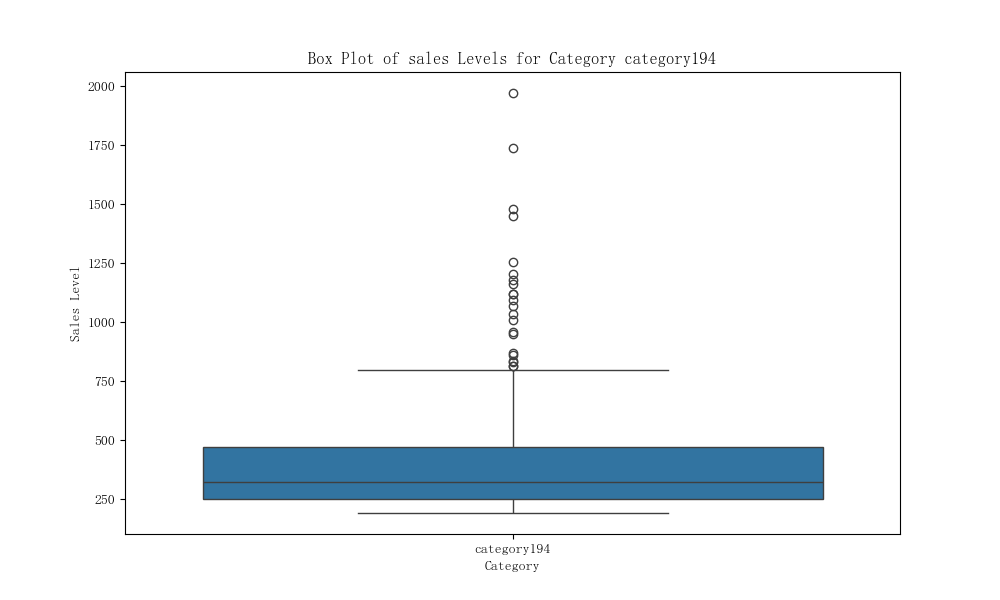 Box Plot of sales Levels for Category category194
2000
1750
1500
1250
1000
750
500
250
Sales Level
category194
Category